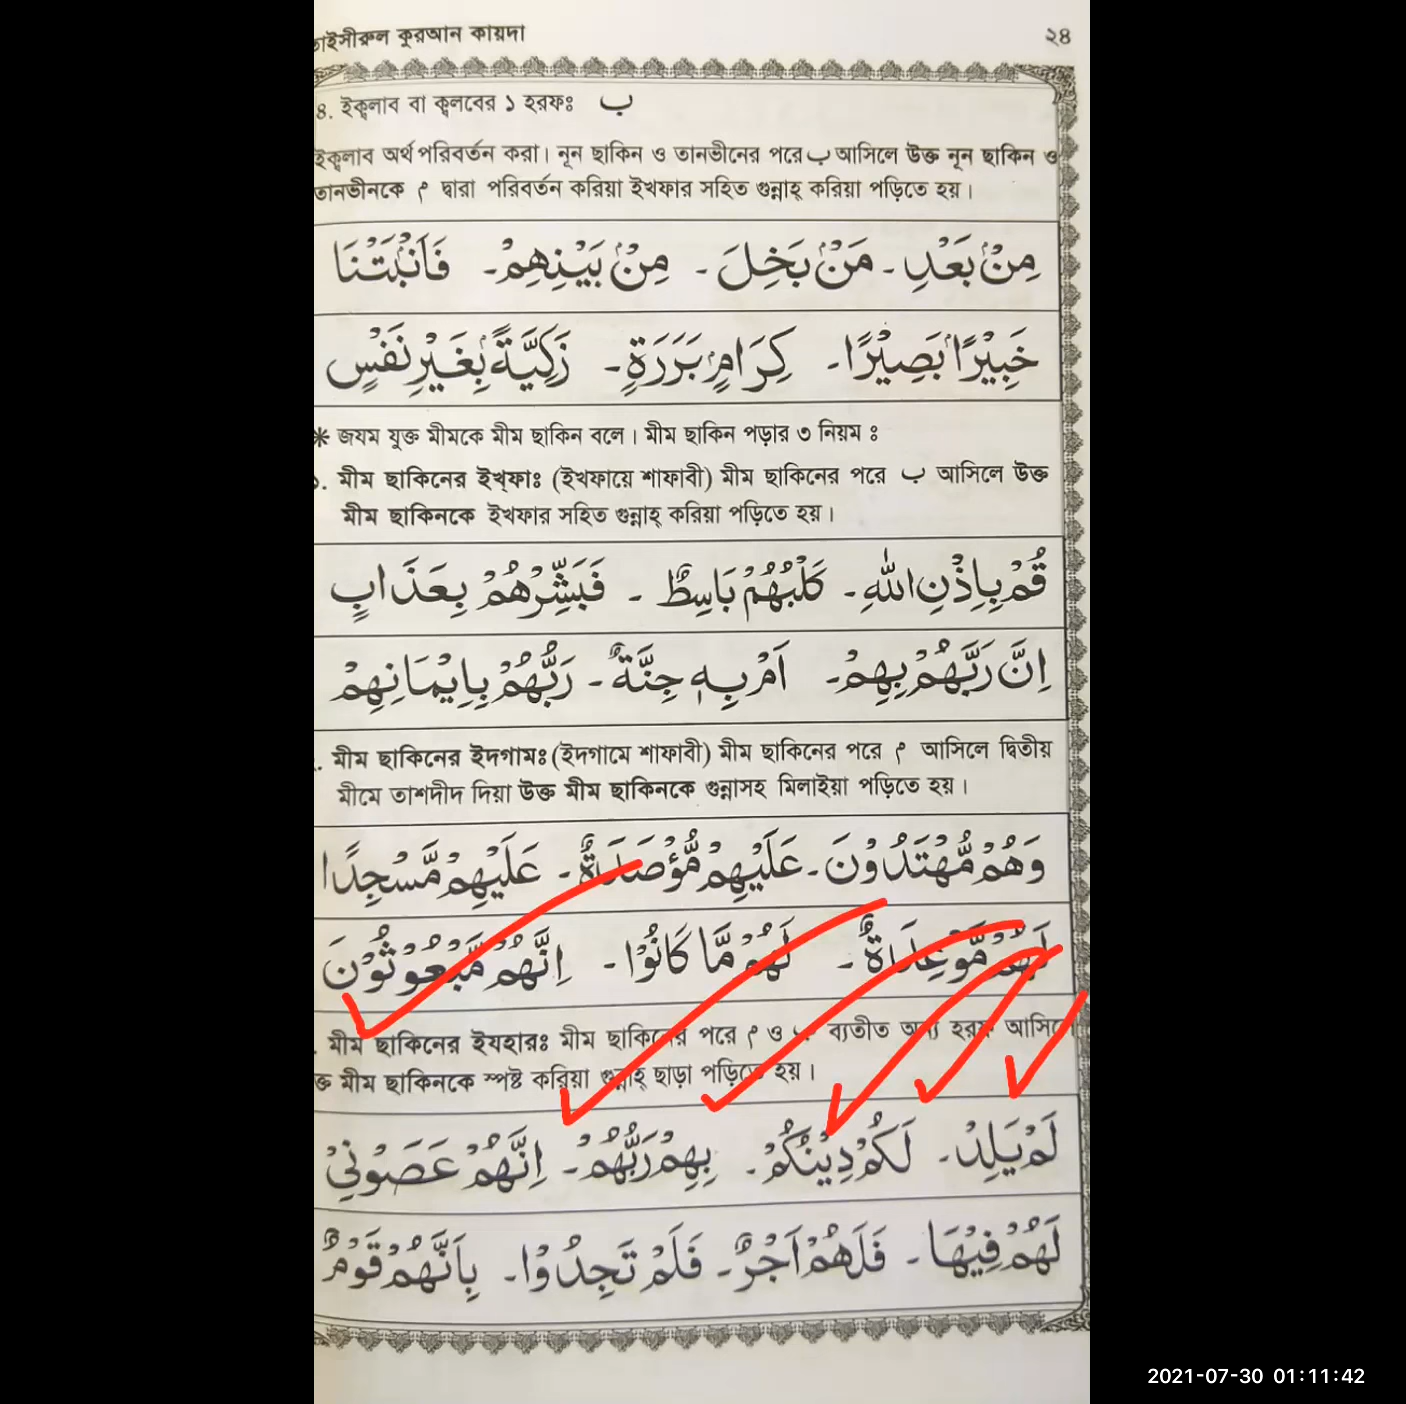 তাইসীরুল কুরআন কায়দা ২৪
৪. ইক্বলাব বা ক্বলবের ১ হরফঃ ب
ইক্বলাব অর্থ পরিবর্তন করা। নূন ছাকিন ও তানভীনের পরে ب আসিলে উক্ত নূন ছাকিন ও
তানভীনকে م দ্বারা পরিবর্তন করিয়া ইখফার সহিত গুন্নাহ্ করিয়া পড়িতে হয়।
مِنْۢ بَعْدِ ـ مَنْۢ بَخِلَ ـ مِنْۢ بَيْنِهِمْ ـ فَاَنْۢبَتْنَا
خَبِيْرًاۢ بَصِيْرًا ـ كِرَامٍۢ بَرَرَةٍ ـ زَكِيَّةًۢ بِغَيْرِ نَفْسٍ
* জযম যুক্ত মীমকে মীম ছাকিন বলে। মীম ছাকিন পড়ার ৩ নিয়ম ঃ
১. মীম ছাকিনের ইখ্ফাঃ (ইখফায়ে শাফাবী) মীম ছাকিনের পরে ب আসিলে উক্ত
মীম ছাকিনকে ইখফার সহিত গুন্নাহ্ করিয়া পড়িতে হয়।
قُمْ بِاِذْنِ اللّٰهِ ـ كَلْبُهُمْ بَاسِطٌ ـ فَبَشِّرْهُمْ بِعَذَابٍ
اِنَّ رَبَّهُمْ بِهِمْ ـ اَمْ بِهٖ جِنَّةٌ ـ رَبُّهُمْ بِاِيْمَانِهِمْ
. মীম ছাকিনের ইদগামঃ (ইদগামে শাফাবী) মীম ছাকিনের পরে م আসিলে দ্বিতীয়
মীমে তাশদীদ দিয়া উক্ত মীম ছাকিনকে গুন্নাসহ মিলাইয়া পড়িতে হয়।
وَهُمْ مُّهْتَدُوْنَ ـ عَلَيْهِمْ مُّؤْصَدَةٌ ـ عَلَيْهِمْ مَّسْجِدًا
لَهُمْ مَّوْعِدَةٌ ـ لَهُمْ مَّا كَانُوْا ـ اِنَّهُمْ مَّبْعُوْثُوْنَ
. মীম ছাকিনের ইযহারঃ মীম ছাকিনের পরে م ও ب ব্যতীত অন্য হরফ আসিলে
ক্ত মীম ছাকিনকে স্পষ্ট করিয়া গুন্নাহ্ ছাড়া পড়িতে হয়।
لَمْ يَلِدْ ـ لَكُمْ دِيْنُكُمْ ـ بِهِمْ رَبُّهُمْ ـ اِنَّهُمْ عَصَوْنِيْ
لَهُمْ فِيْهَا ـ فَلَهُمْ اَجْرٌ ـ فَلَمْ تَجِدُوْا ـ بِاَنَّهُمْ قَوْمٌ
2021-07-30 01:11:42